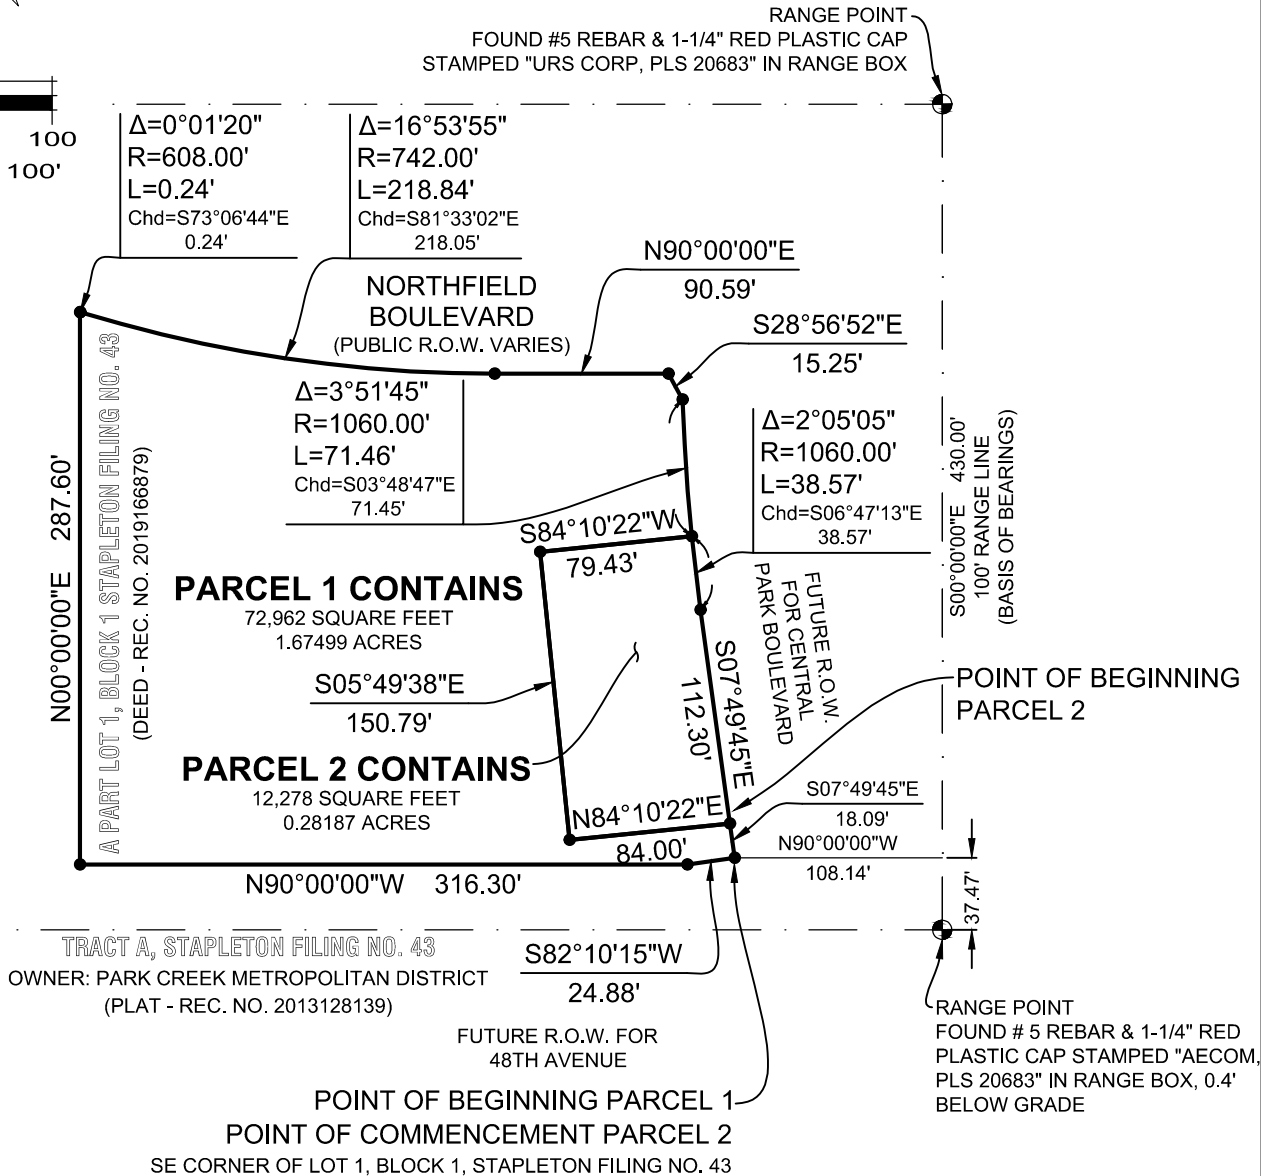 RANGE POINT
FOUND #5 REBAR & 1-1/4" RED PLASTIC CAP
STAMPED "URS CORP, PLS 20683" IN RANGE BOX
100
100'
Δ=0°01'20"
R=608.00'
L=0.24'
Chd=S73°06'44"E
0.24'
Δ=16°53'55"
R=742.00'
L=218.84'
Chd=S81°33'02"E
218.05'
N90°00'00"E
90.59'
NORTHFIELD
BOULEVARD
(PUBLIC R.O.W. VARIES)
S28°56'52"E
15.25'
Δ=3°51'45"
R=1060.00'
L=71.46'
Chd=S03°48'47"E
71.45'
Δ=2°05'05"
R=1060.00'
L=38.57'
Chd=S06°47'13"E
38.57'
S00°00'00"E 430.00'
100' RANGE LINE
(BASIS OF BEARINGS)
N00°00'00"E 287.60'
A PART LOT 1, BLOCK 1 STAPLETON FILING NO. 43
(DEED - REC. NO. 2019166879)
S84°10'22"W
79.43'
PARCEL 1 CONTAINS
72,962 SQUARE FEET
1.67499 ACRES
S05°49'38"E
150.79'
FUTURE R.O.W.
FOR CENTRAL
PARK BOULEVARD
S07°49'45"E
112.30'
POINT OF BEGINNING
PARCEL 2
PARCEL 2 CONTAINS
12,278 SQUARE FEET
0.28187 ACRES
N84°10'22"E
84.00'
S07°49'45"E
18.09'
N90°00'00"W
108.14'
37.47'
N90°00'00"W 316.30'
TRACT A, STAPLETON FILING NO. 43
OWNER: PARK CREEK METROPOLITAN DISTRICT
(PLAT - REC. NO. 2013128139)
S82°10'15"W
24.88'
FUTURE R.O.W. FOR
48TH AVENUE
RANGE POINT
FOUND # 5 REBAR & 1-1/4" RED
PLASTIC CAP STAMPED "AECOM,
PLS 20683" IN RANGE BOX, 0.4'
BELOW GRADE
POINT OF BEGINNING PARCEL 1
POINT OF COMMENCEMENT PARCEL 2
SE CORNER OF LOT 1, BLOCK 1, STAPLETON FILING NO. 43